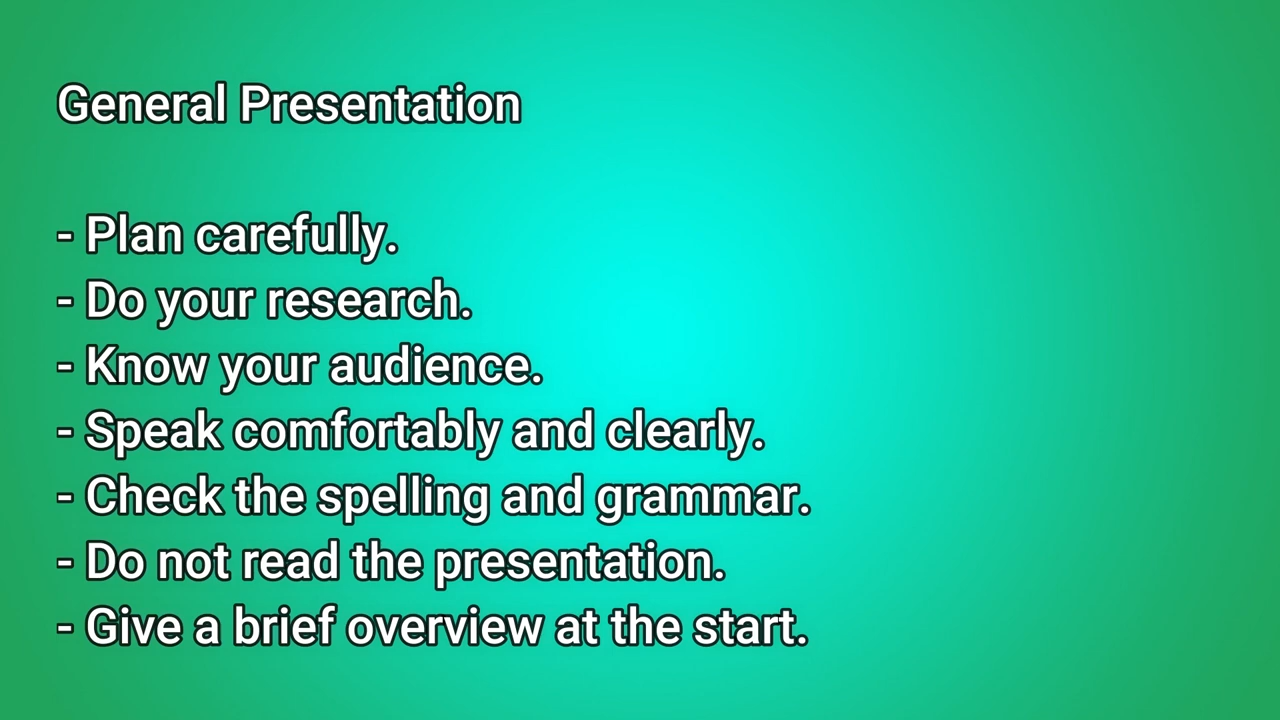 General Presentation
- Plan carefully.
- Do your research.
- Know your audience.
- Speak comfortably and clearly.
- Check the spelling and grammar.
- Do not read the presentation.
- Give a brief overview at the start.